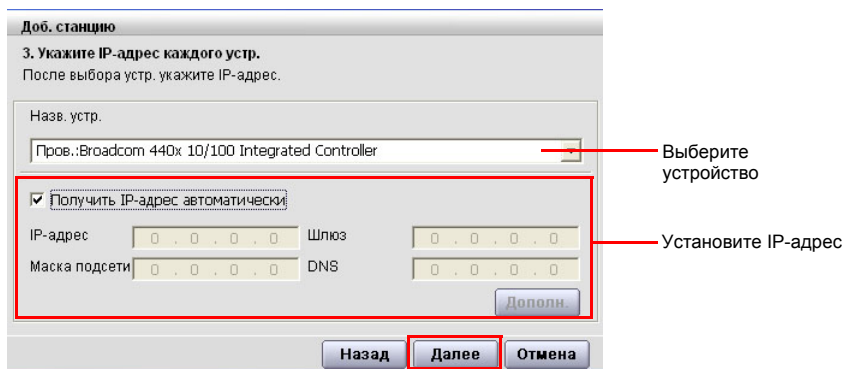 Доб. станцию
3. Укажите IP-адрес каждого устр.
После выбора устр. укажите IP-адрес.
Назв. устр.
Пров.:Broadcom 440x 10/100 Integrated Controller
Выберите
устройство
Получить IP-адрес автоматически
IP-адрес 0 . 0 . 0 . 0 Шлюз 0 . 0 . 0 . 0
Установите IP-адрес
Маска подсети 0 . 0 . 0 . 0 DNS 0 . 0 . 0 . 0
Дополн.
Назад Далее Отмена